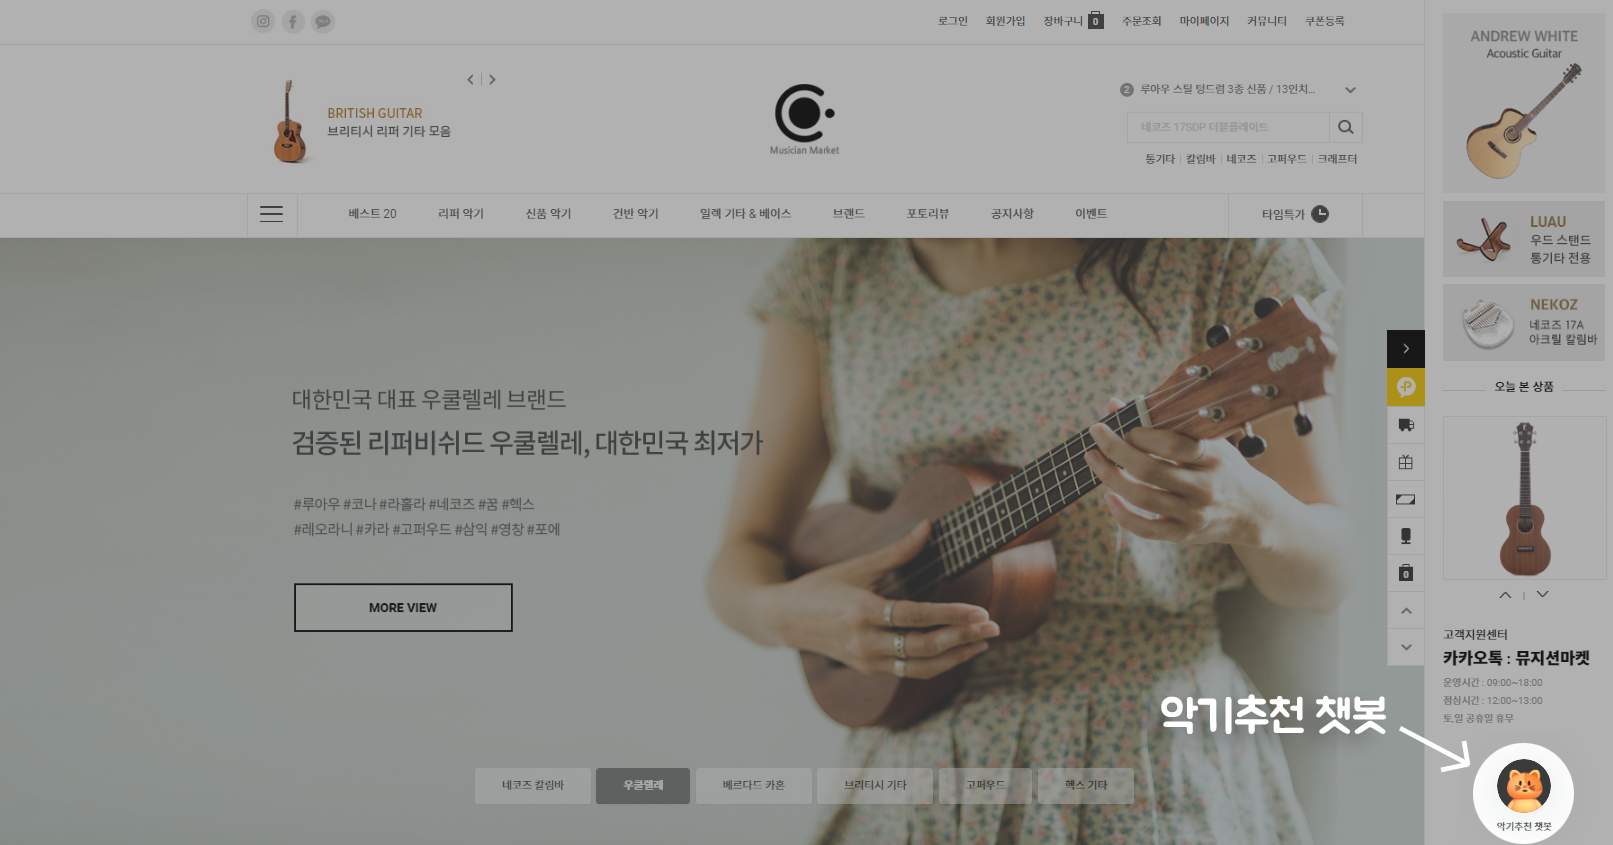 로그인 회원가입 장바구니 0 주문조회 마이페이지 커뮤니티 쿠폰등록
BRITISH GUITAR
브리티시 리퍼 기타 모음
Musician Market
2 루아우 스틸 텅드럼 3종 신품 / 13인치...
네코즈 17SDP 더블플레이트
통기타 | 칼림바 | 네코즈 | 고퍼우드 | 크래프터
베스트 20 리퍼 악기 신품 악기 건반 악기 일렉 기타 & 베이스 브랜드 포토리뷰 공지사항 이벤트 타임특가
대한민국 대표 우쿨렐레 브랜드
검증된 리퍼비쉬드 우쿨렐레, 대한민국 최저가
#루아우 #코나 #라홀라 #네코즈 #꿈 #헥스
#레오라니 #카라 #고퍼우드 #삼익 #영창 #포에
MORE VIEW
네코즈 칼림바 우쿨렐레 베르다드 카혼 브리티시 기타 고퍼우드 헥스 기타
ANDREW WHITE
Acoustic Guitar
LUAU
우드 스탠드
통기타 전용
NEKOZ
네코즈 17A
아크릴 칼림바
오늘 본 상품
P
0
고객지원센터
카카오톡 : 뮤지션마켓
운영시간 : 09:00~18:00
점심시간 : 12:00~13:00
토,일 공휴일 휴무
악기추천 챗봇
악기추천 챗봇